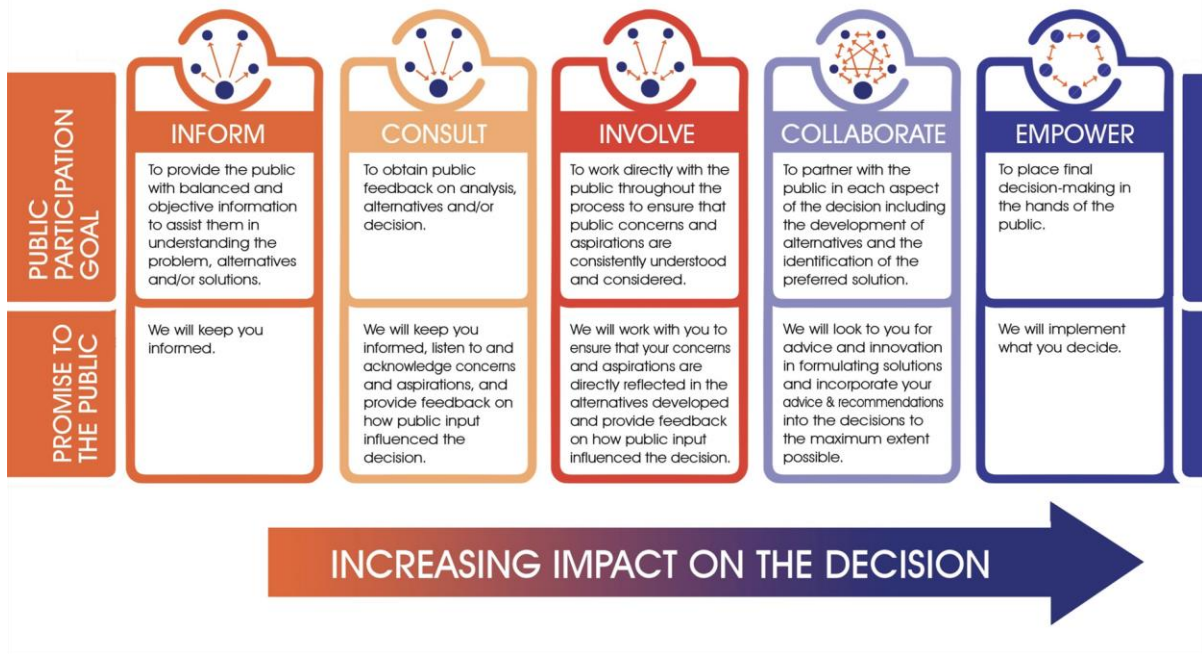 PUBLIC
PARTICIPATION
GOAL
PROMISE TO
THE PUBLIC
INFORM
To provide the public
with balanced and
objective information
to assist them in
understanding the
problem, alternatives
and/or solutions.
We will keep you
informed.
CONSULT
To obtain public
feedback on analysis,
alternatives and/or
decision.
We will keep you
informed, listen to and
acknowledge concerns
and aspirations, and
provide feedback on
how public input
influenced the
decision.
INVOLVE
To work directly with the
public throughout the
process to ensure that
public concerns and
aspirations are
consistently understood
and considered.
We will work with you to
ensure that your concerns
and aspirations are
directly reflected in the
alternatives developed
and provide feedback
on how public input
influenced the decision.
COLLABORATE
To partner with the
public in each aspect
of the decision including
the development of
alternatives and the
identification of the
preferred solution.
We will look to you for
advice and innovation
in formulating solutions
and incorporate your
advice & recommendations
into the decisions to
the maximum extent
possible.
EMPOWER
To place final
decision-making in
the hands of the
public.
We will implement
what you decide.
INCREASING IMPACT ON THE DECISION